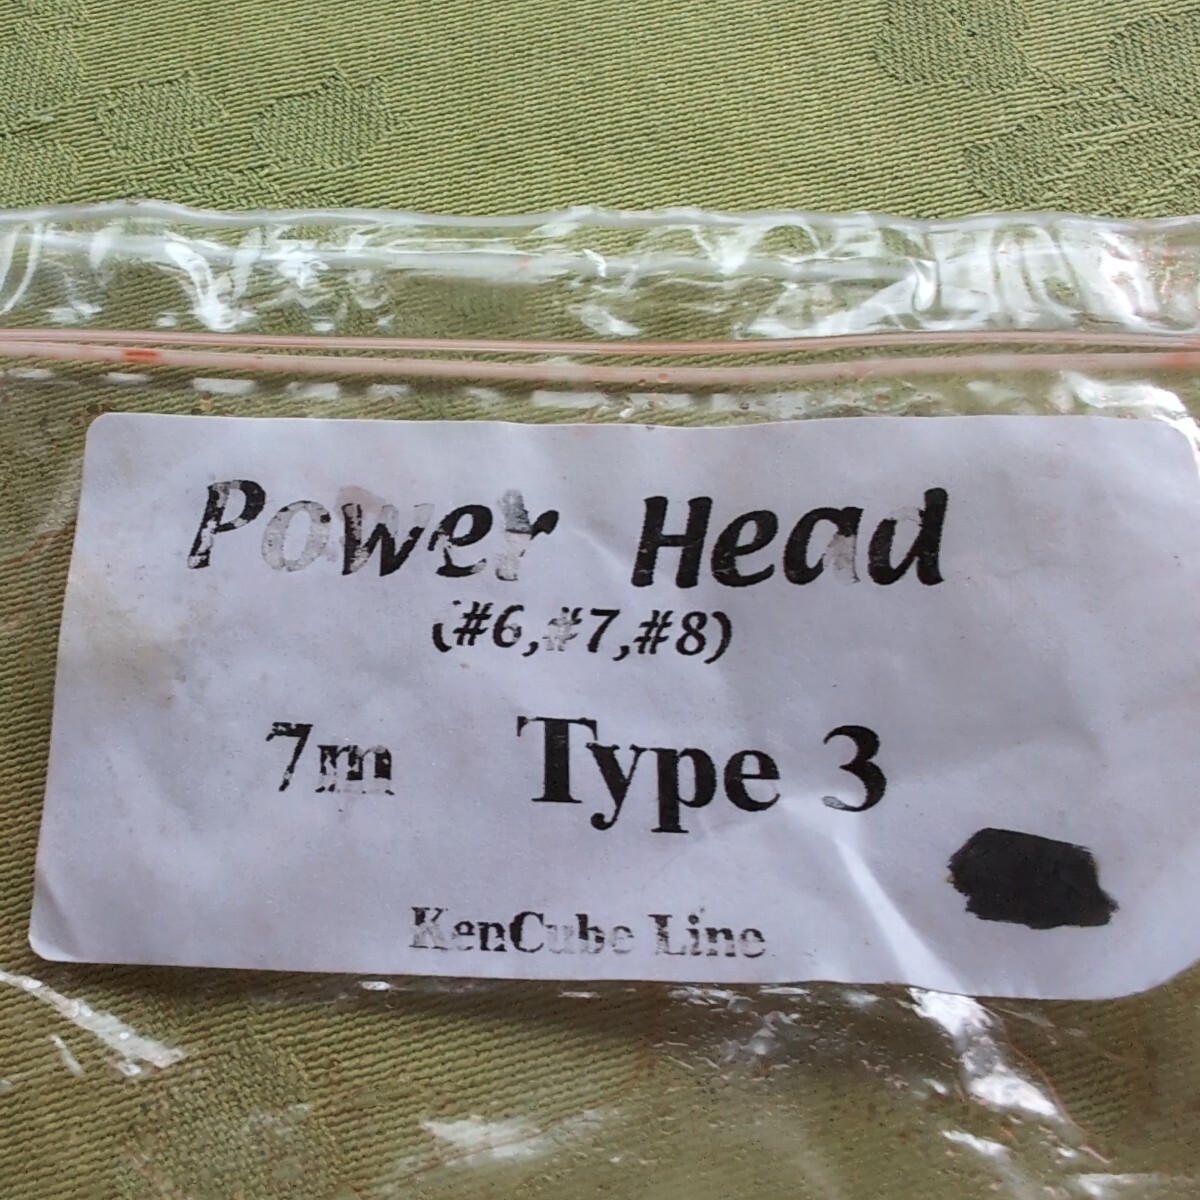 Power Head
(#6,#7,#8)
7m Type 3
KenCube Line